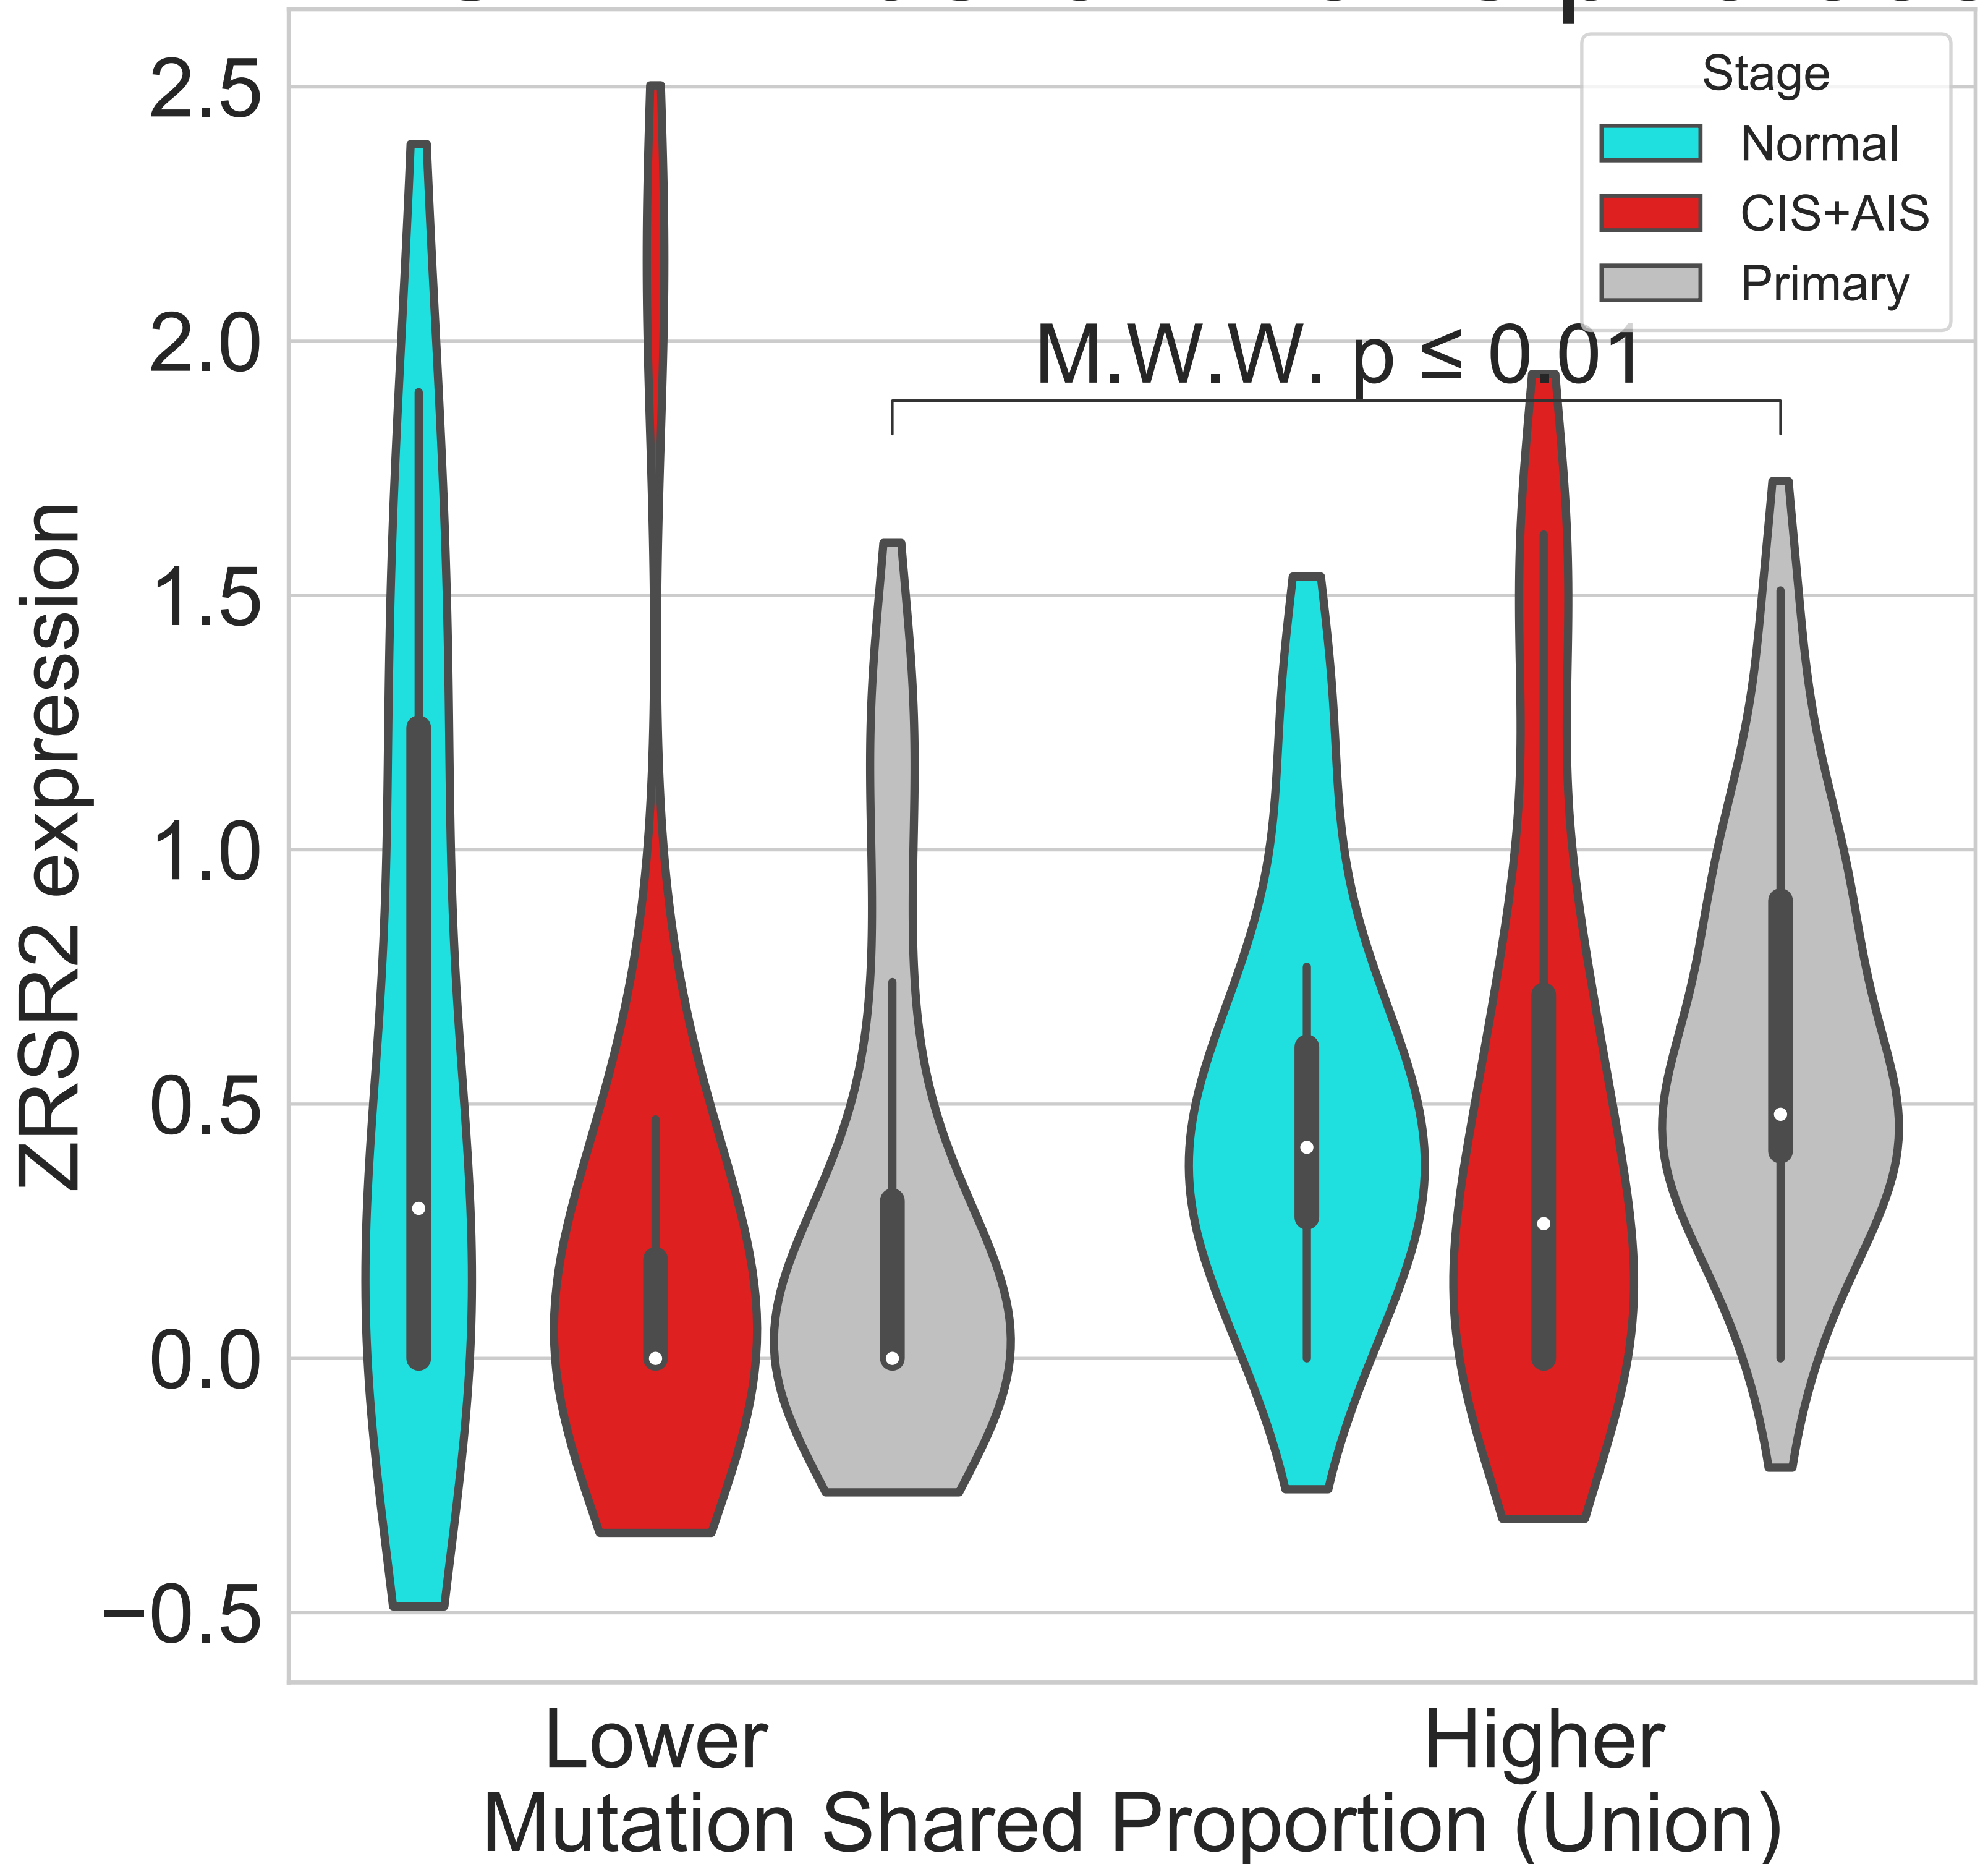 Stage
Normal
CIS+AIS
Primary
M.W.W. p ≤ 0.01
2.5
2.0
1.5
1.0
0.5
0.0
−0.5
ZRSR2 expression
Lower
Higher
Mutation Shared Proportion (Union)